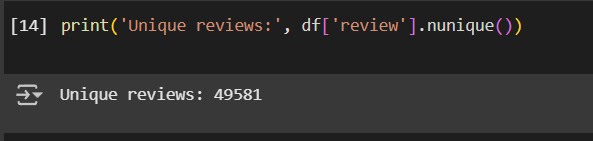 [14] print('Unique reviews:', df['review'].nunique())
Unique reviews: 49581